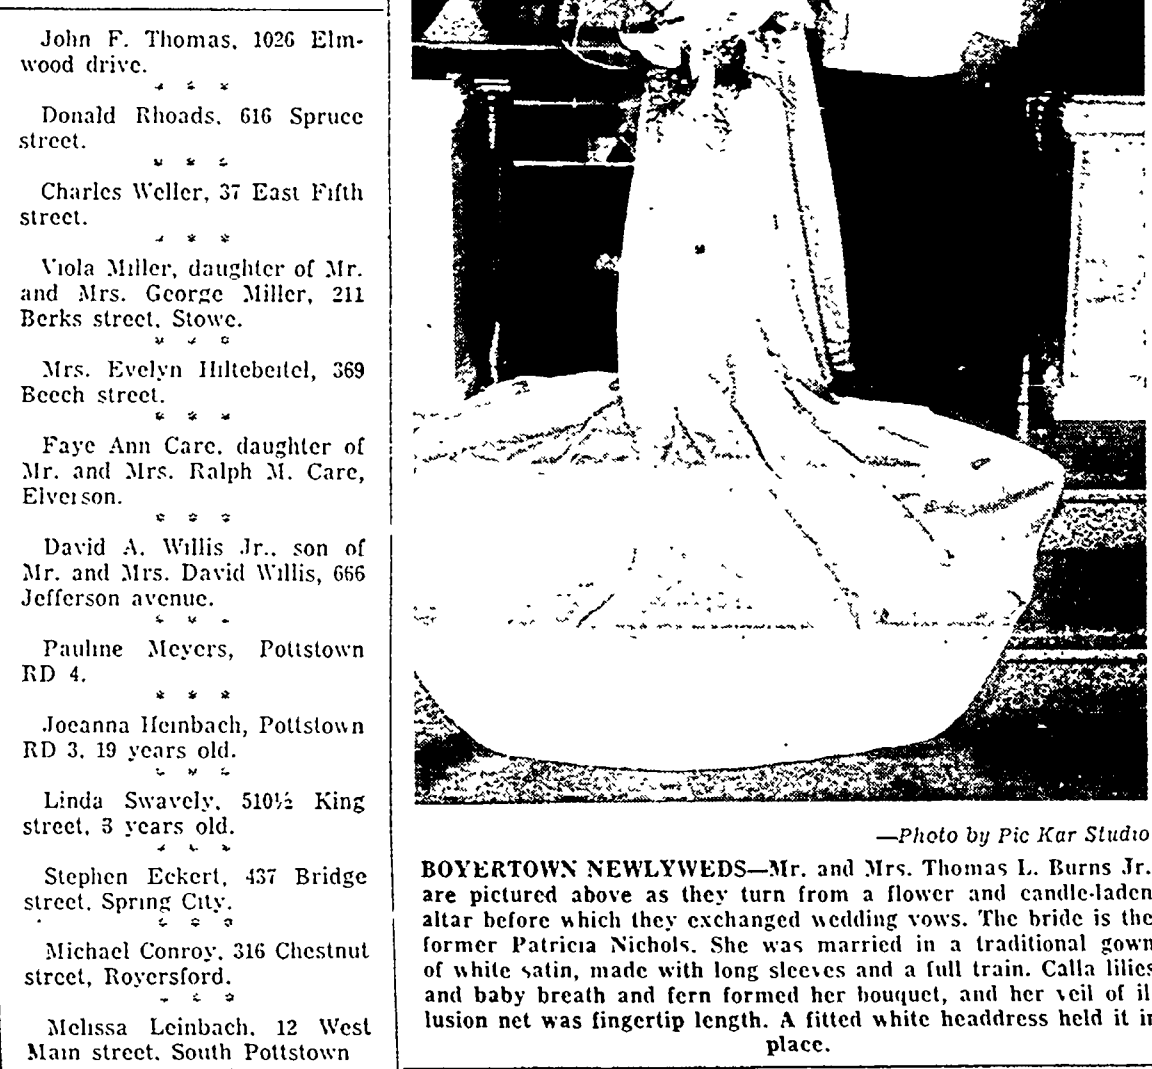 John F. Thomas, 1026 Elm-
wood drive.
* * *
Donald Rhoads, 616 Spruce
street.
* * *
Charles Weller, 37 East Fifth
street.
* * *
Viola Miller, daughter of Mr.
and Mrs. George Miller, 211
Berks street, Stowe.
* * *
Mrs. Evelyn Hiltebeitel, 369
Beech street.
* * *
Faye Ann Care, daughter of
Mr. and Mrs. Ralph M. Care,
Elverson.
* * *
David A. Willis Jr., son of
Mr. and Mrs. David Willis, 666
Jefferson avenue.
* * *
Pauline Meyers, Pottstown
RD 4.
* * *
Joeanna Heinbach, Pottstown
RD 3, 19 years old.
* * *
Linda Swavely, 510½ King
street, 3 years old.
* * *
Stephen Eckert, 437 Bridge
street, Spring City.
* * *
Michael Conroy, 316 Chestnut
street, Royersford.
* * *
Melissa Leinbach, 12 West
Main street, South Pottstown
—Photo by Pic Kar Studio
BOYERTOWN NEWLYWEDS—Mr. and Mrs. Thomas L. Burns Jr.
are pictured above as they turn from a flower and candle-laden
altar before which they exchanged wedding vows. The bride is the
former Patricia Nichols. She was married in a traditional gown
of white satin, made with long sleeves and a full train. Calla lilies
and baby breath and fern formed her bouquet, and her veil of il
lusion net was fingertip length. A fitted white headdress held it in
place.